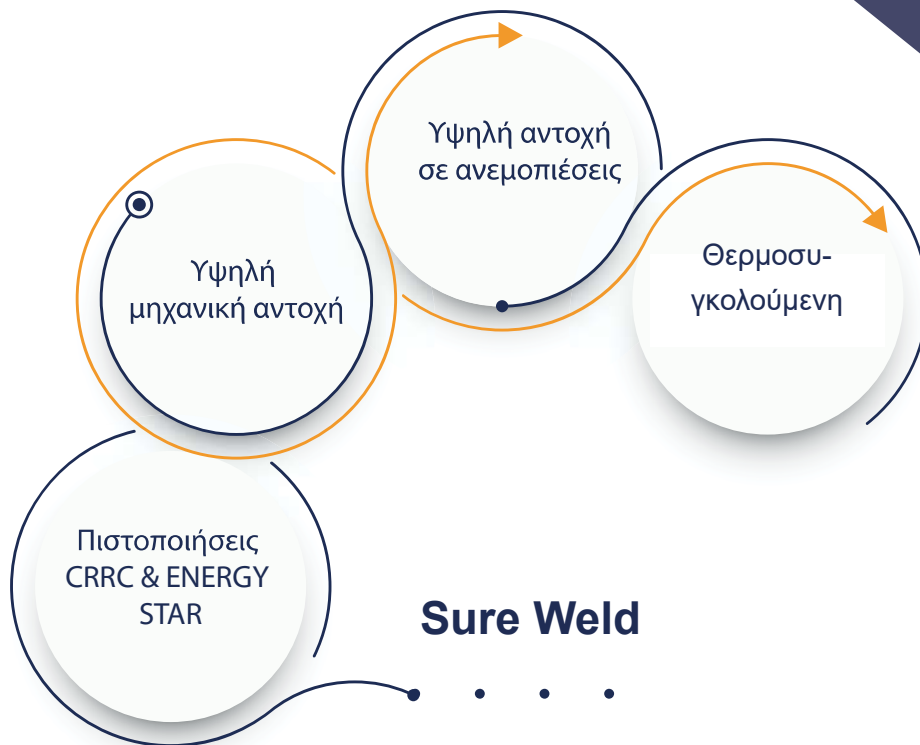 Υψηλή αντοχή
σε ανεμοπιέσεις
Υψηλή
μηχανική αντοχή
Θερμοσυ-
γκολούμενη
Πιστοποιήσεις
CRRC & ENERGY
STAR
Sure Weld